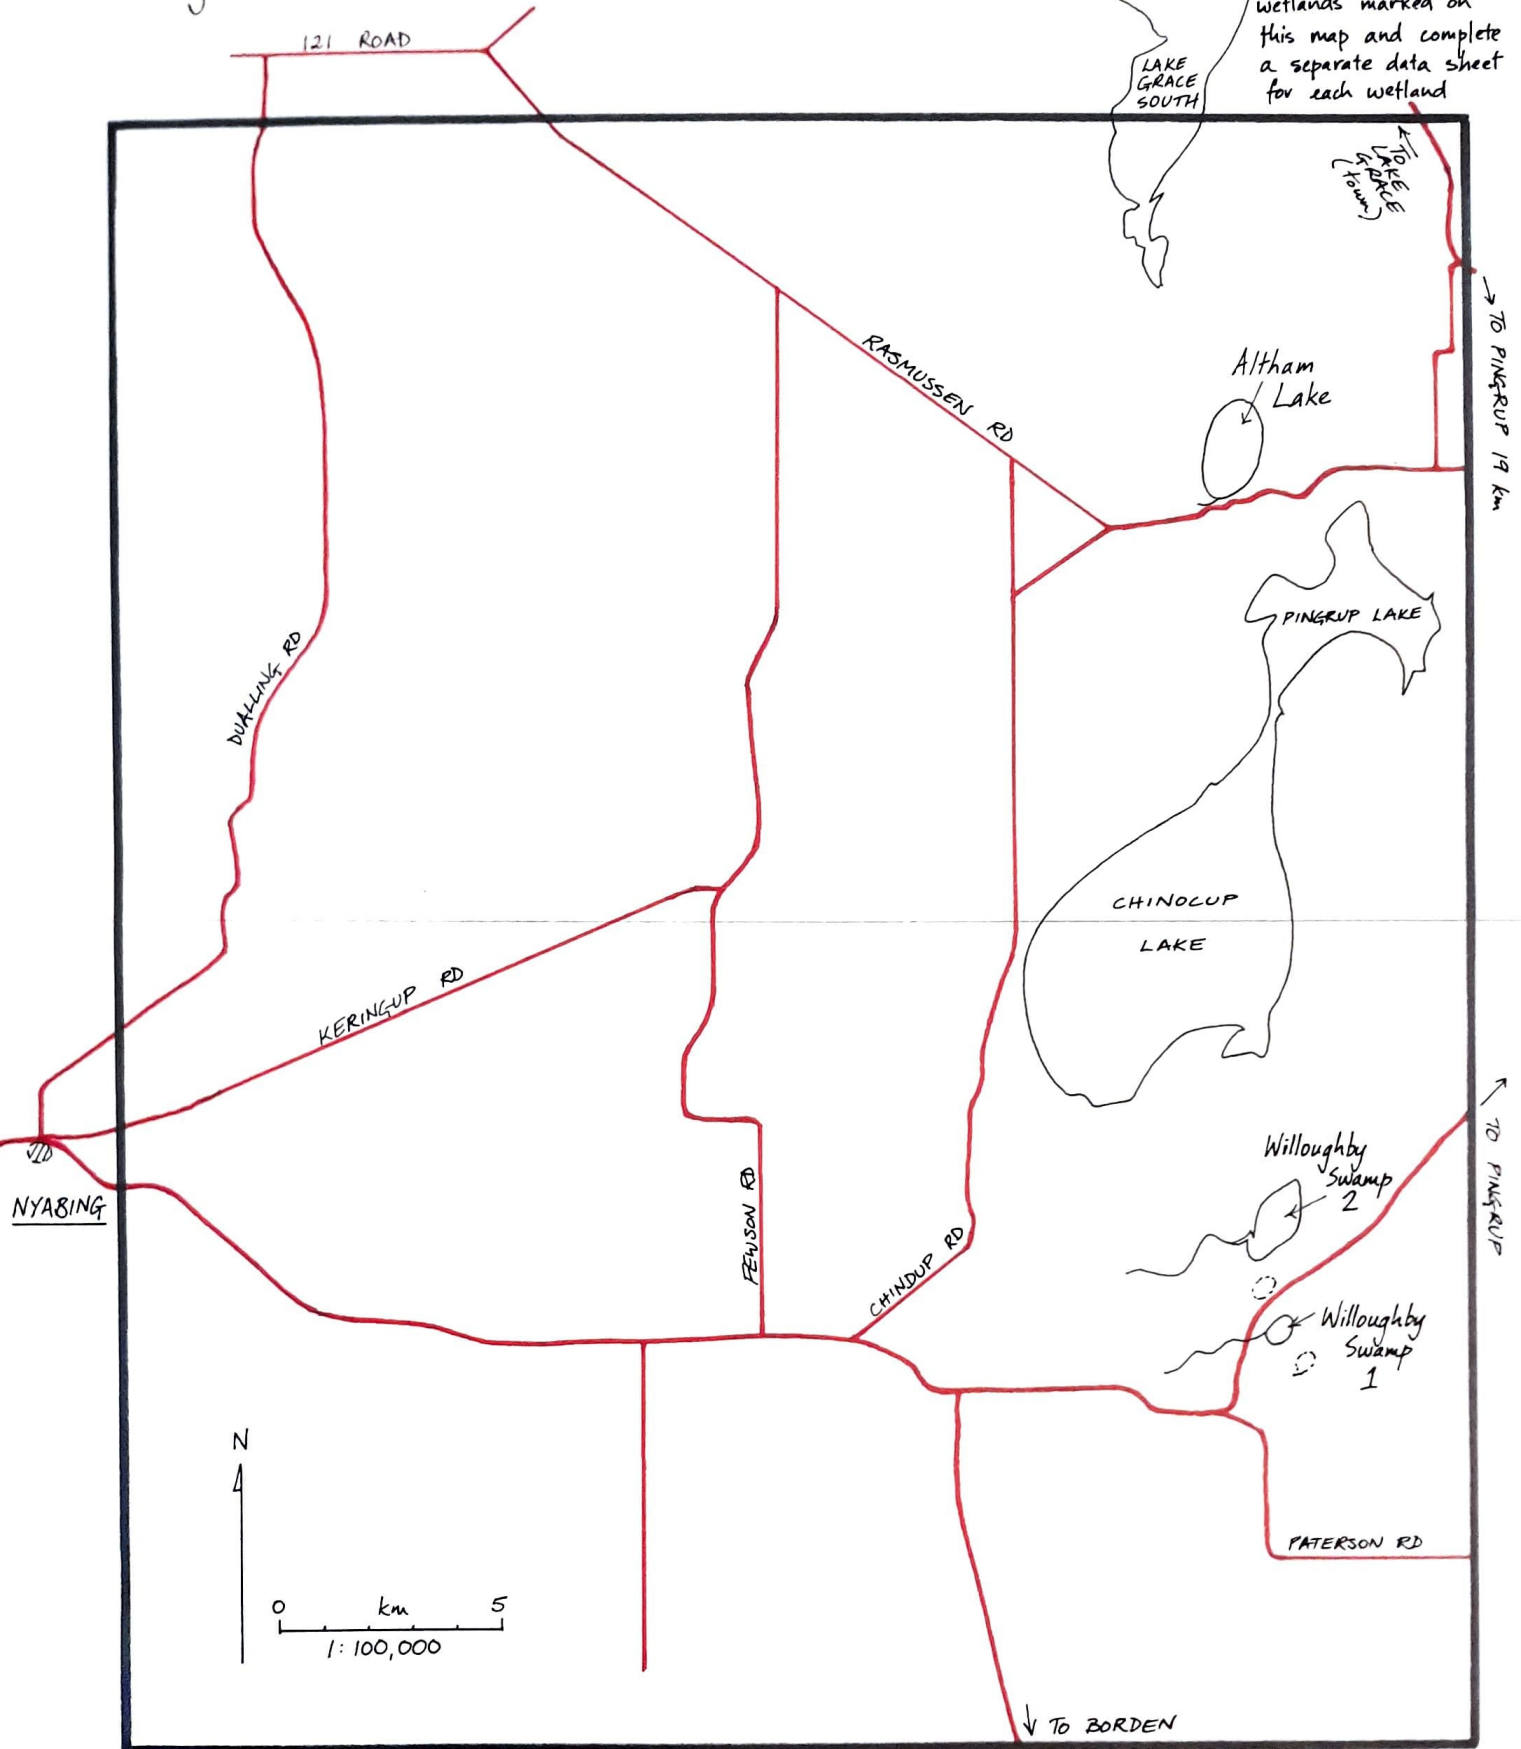 wetlands marked on
this map and complete
a separate data sheet
for each wetland
121 ROAD
LAKE
GRACE
SOUTH
TO
LAKE
GRACE
(town)
→ TO PINGRUP 19 km
RASMUSSEN RD
Altham
Lake
PINGRUP LAKE
DUALLING RD
CHINOCUP
LAKE
KERINGUP RD
NYABING
PEWSON RD
CHINDUP RD
Willoughby
Swamp
2
TO PINGRUP
Willoughby
Swamp
1
N
0 km 5
1:100,000
PATERSON RD
↓ TO BORDEN